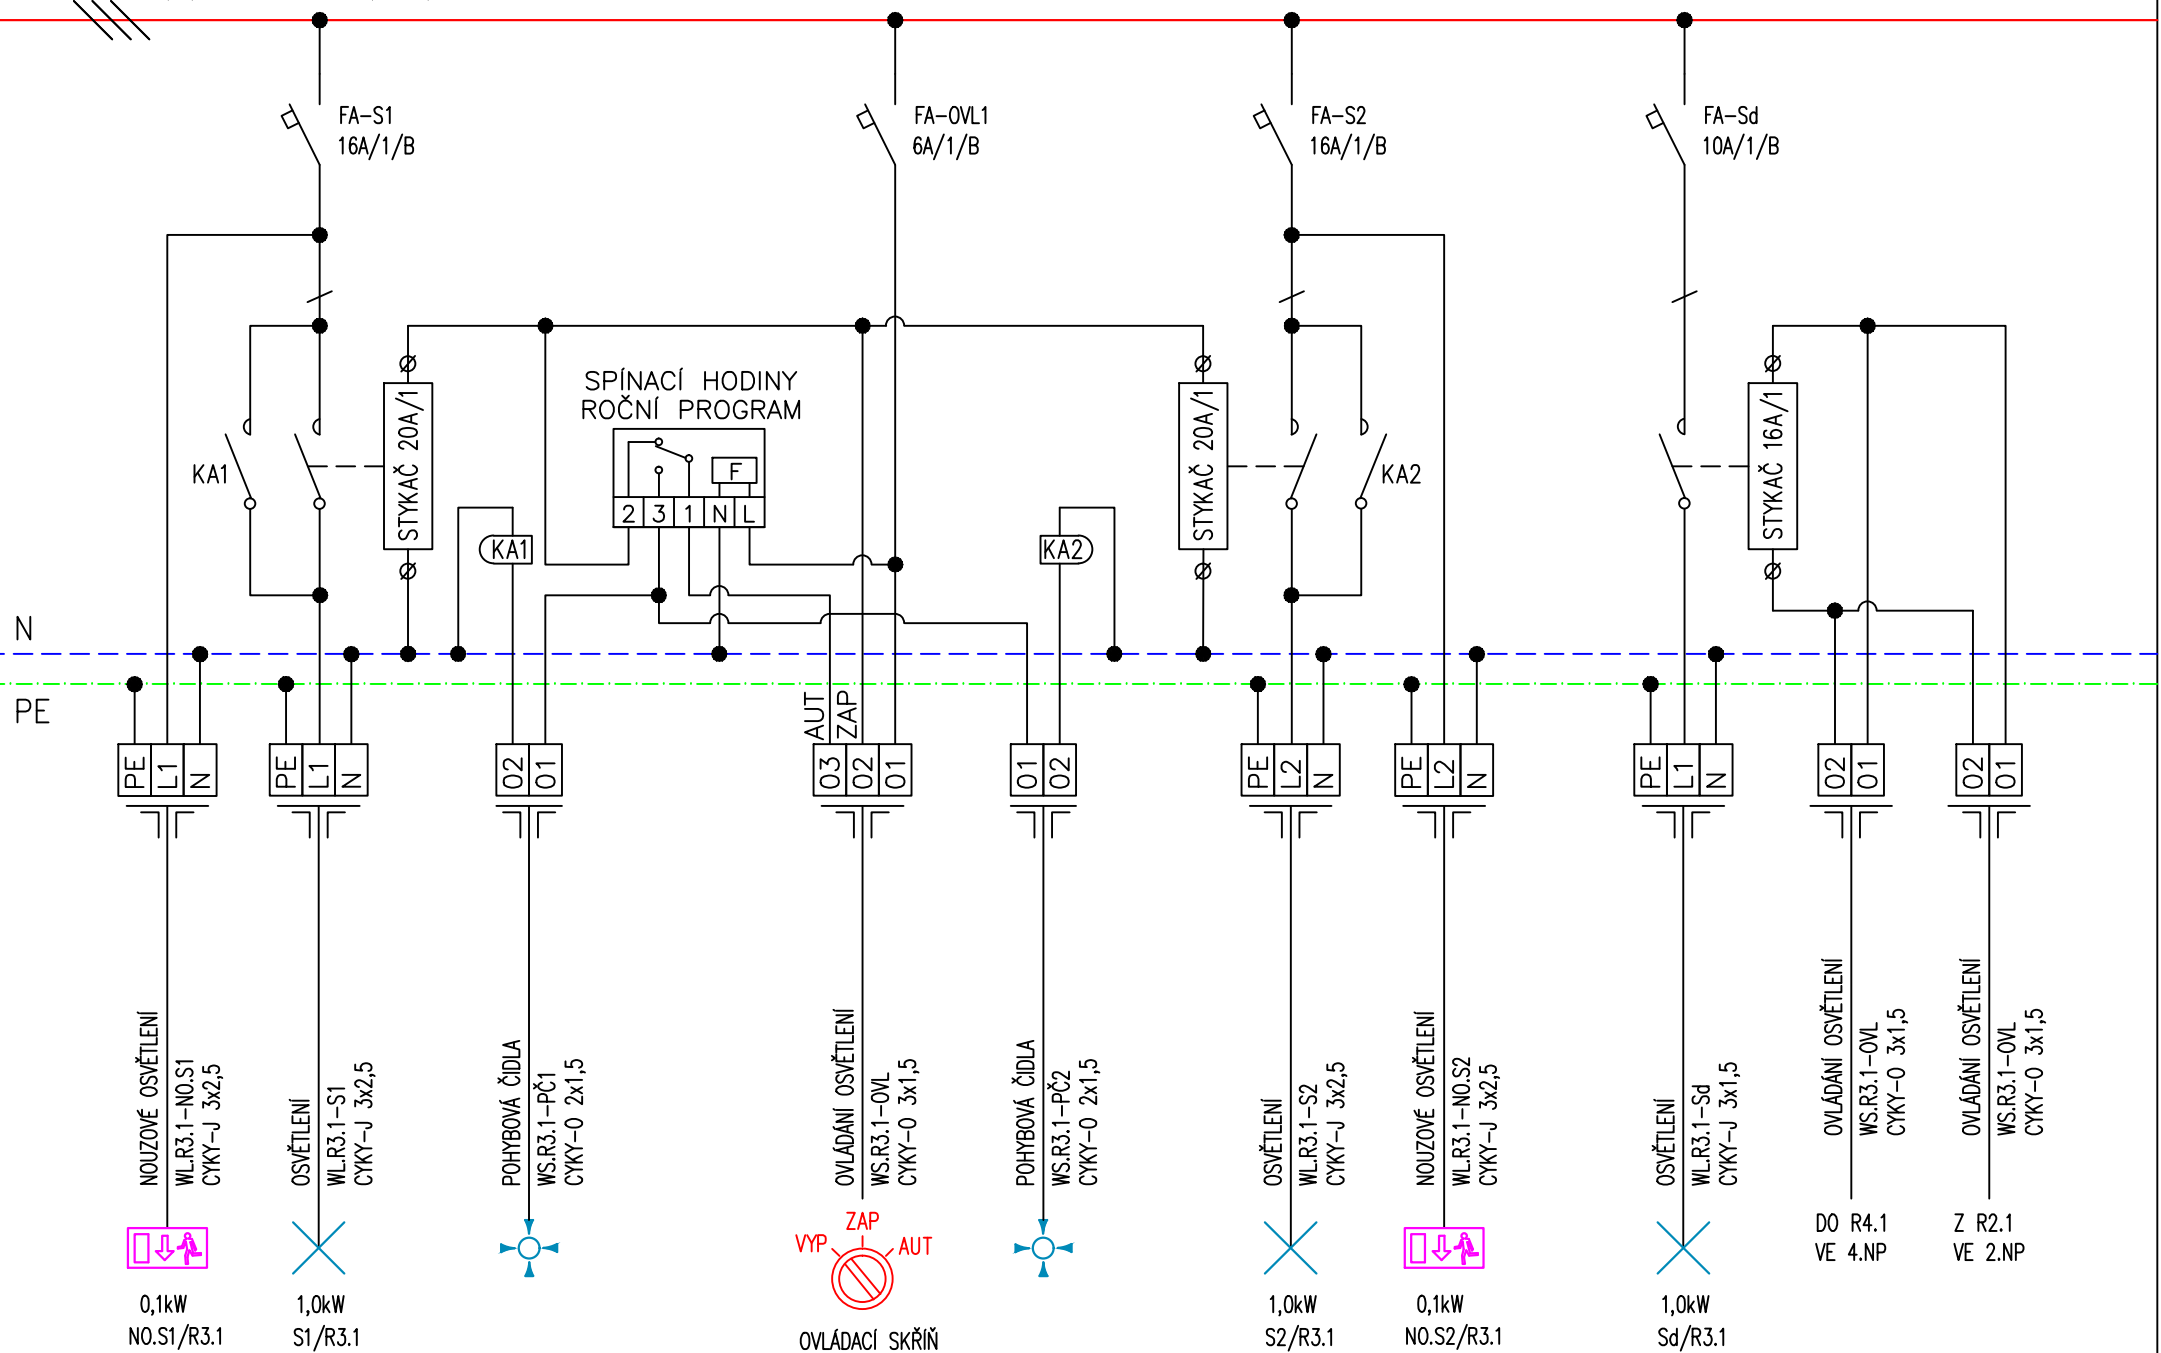 FA-S1
16A/1/B
FA-OVL1
6A/1/B
FA-S2
16A/1/B
FA-Sd
10A/1/B
SPÍNACÍ HODINY
ROČNÍ PROGRAM
F
2 3 1 N L
KA1
STYKAČ 20A/1
KA1
KA2
STYKAČ 20A/1
KA2
STYKAČ 16A/1
N
PE
AUT
ZAP
PE L1 N
PE L1 N
02 01
03 02 01
01 02
PE L2 N
PE L2 N
PE L1 N
02 01
02 01
NOUZOVÉ OSVĚTLENÍ
WL.R3.1-NO.S1
CYKY-J 3x2,5
OSVĚTLENÍ
WL.R3.1-S1
CYKY-J 3x2,5
POHYBOVÁ ČIDLA
WS.R3.1-PČ1
CYKY-O 2x1,5
OVLÁDÁNÍ OSVĚTLENÍ
WS.R3.1-OVL
CYKY-O 3x1,5
POHYBOVÁ ČIDLA
WS.R3.1-PČ2
CYKY-O 2x1,5
OSVĚTLENÍ
WL.R3.1-S2
CYKY-J 3x2,5
NOUZOVÉ OSVĚTLENÍ
WL.R3.1-NO.S2
CYKY-J 3x2,5
OSVĚTLENÍ
WL.R3.1-Sd
CYKY-J 3x1,5
OVLÁDÁNÍ OSVĚTLENÍ
WS.R3.1-OVL
CYKY-O 3x1,5
OVLÁDÁNÍ OSVĚTLENÍ
WS.R3.1-OVL
CYKY-O 3x1,5
0,1kW
NO.S1/R3.1
1,0kW
S1/R3.1
VYP
ZAP
AUT
OVLÁDACÍ SKŘÍŇ
1,0kW
S2/R3.1
0,1kW
NO.S2/R3.1
1,0kW
Sd/R3.1
DO R4.1
VE 4.NP
Z R2.1
VE 2.NP